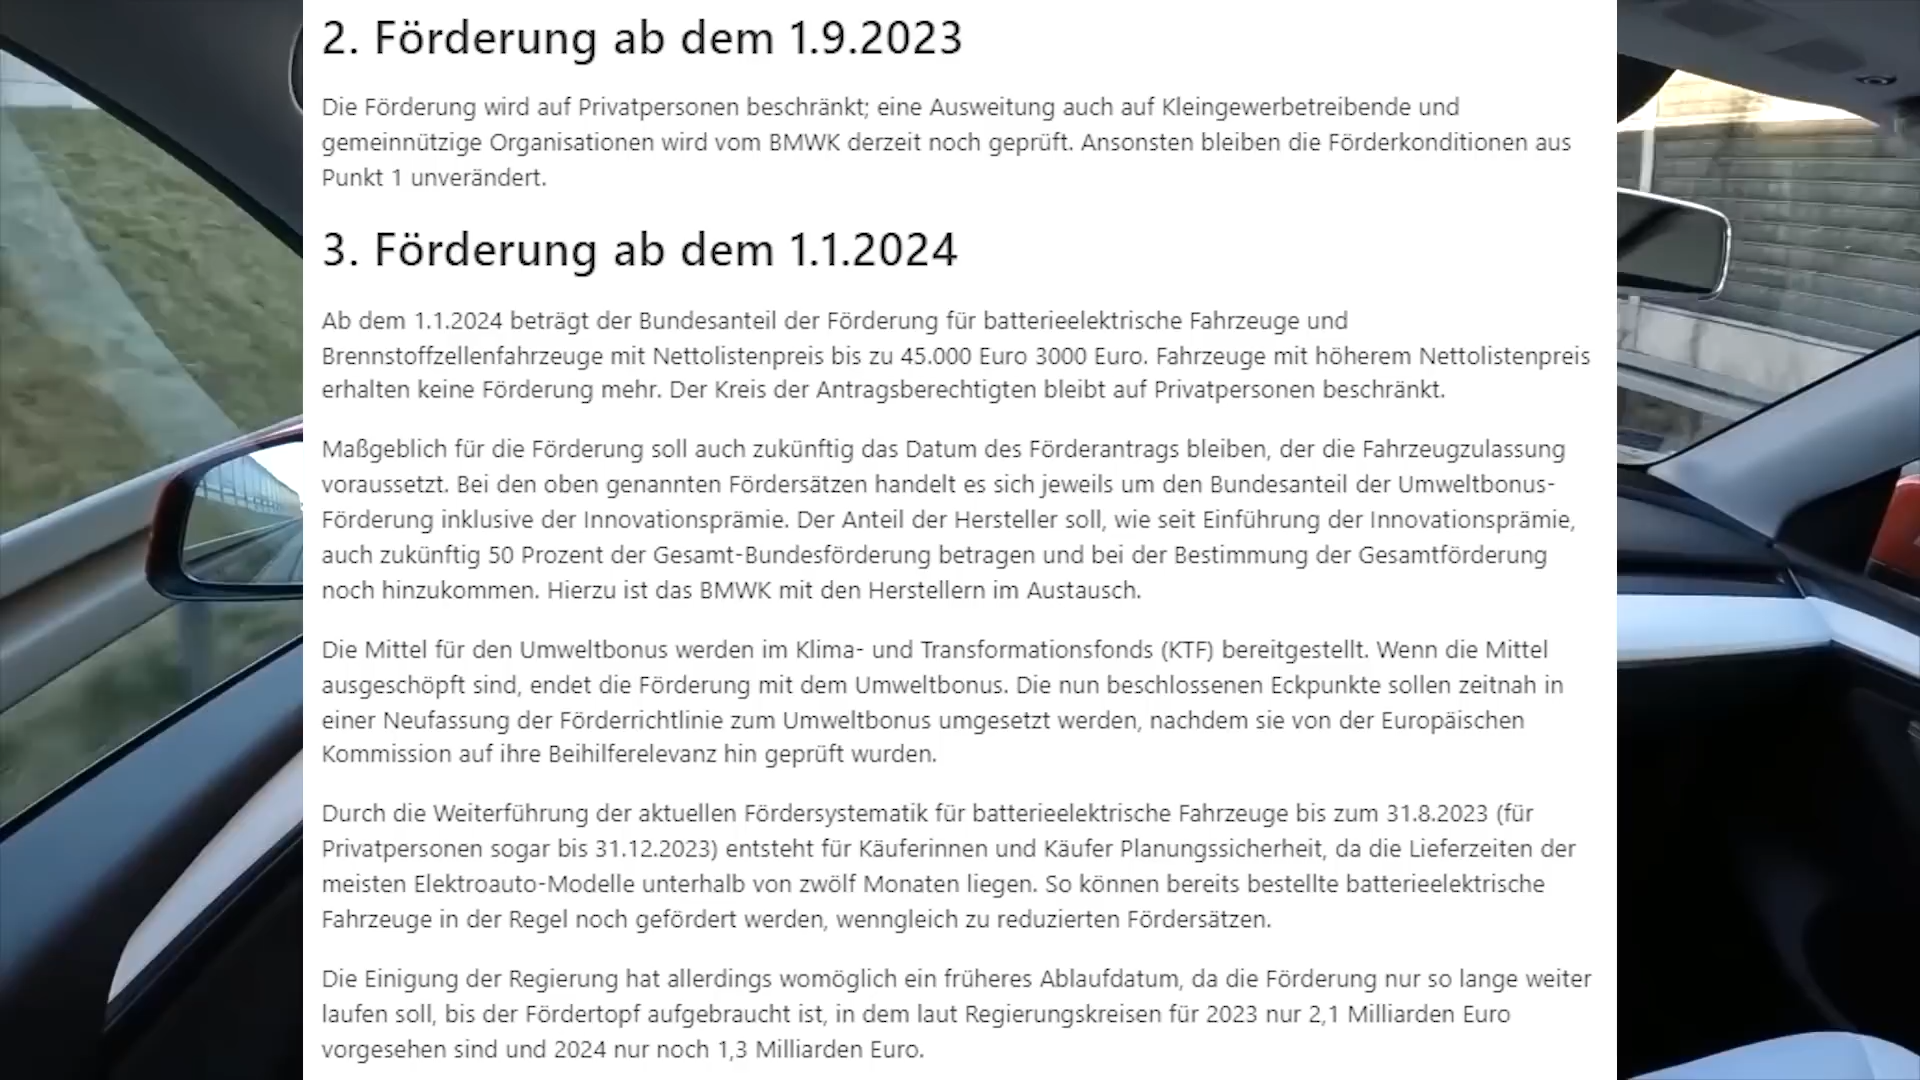 2. Förderung ab dem 1.9.2023
Die Förderung wird auf Privatpersonen beschränkt; eine Ausweitung auch auf Kleingewerbetreibende und
gemeinnützige Organisationen wird vom BMWK derzeit noch geprüft. Ansonsten bleiben die Förderkonditionen aus
Punkt 1 unverändert.
3. Förderung ab dem 1.1.2024
Ab dem 1.1.2024 beträgt der Bundesanteil der Förderung für batterieelektrische Fahrzeuge und
Brennstoffzellenfahrzeuge mit Nettolistenpreis bis zu 45.000 Euro 3000 Euro. Fahrzeuge mit höherem Nettolistenpreis
erhalten keine Förderung mehr. Der Kreis der Antragsberechtigten bleibt auf Privatpersonen beschränkt.
Maßgeblich für die Förderung soll auch zukünftig das Datum des Förderantrags bleiben, der die Fahrzeugzulassung
voraussetzt. Bei den oben genannten Fördersätzen handelt es sich jeweils um den Bundesanteil der Umweltbonus-
Förderung inklusive der Innovationsprämie. Der Anteil der Hersteller soll, wie seit Einführung der Innovationsprämie,
auch zukünftig 50 Prozent der Gesamt-Bundesförderung betragen und bei der Bestimmung der Gesamtförderung
noch hinzukommen. Hierzu ist das BMWK mit den Herstellern im Austausch.
Die Mittel für den Umweltbonus werden im Klima- und Transformationsfonds (KTF) bereitgestellt. Wenn die Mittel
ausgeschöpft sind, endet die Förderung mit dem Umweltbonus. Die nun beschlossenen Eckpunkte sollen zeitnah in
einer Neufassung der Förderrichtlinie zum Umweltbonus umgesetzt werden, nachdem sie von der Europäischen
Kommission auf ihre Beihilferelevanz hin geprüft wurden.
Durch die Weiterführung der aktuellen Fördersystematik für batterieelektrische Fahrzeuge bis zum 31.8.2023 (für
Privatpersonen sogar bis 31.12.2023) entsteht für Käuferinnen und Käufer Planungssicherheit, da die Lieferzeiten der
meisten Elektroauto-Modelle unterhalb von zwölf Monaten liegen. So können bereits bestellte batterieelektrische
Fahrzeuge in der Regel noch gefördert werden, wenngleich zu reduzierten Fördersätzen.
Die Einigung der Regierung hat allerdings womöglich ein früheres Ablaufdatum, da die Förderung nur so lange weiter
laufen soll, bis der Fördertopf aufgebraucht ist, in dem laut Regierungskreisen für 2023 nur 2,1 Milliarden Euro
vorgesehen sind und 2024 nur noch 1,3 Milliarden Euro.